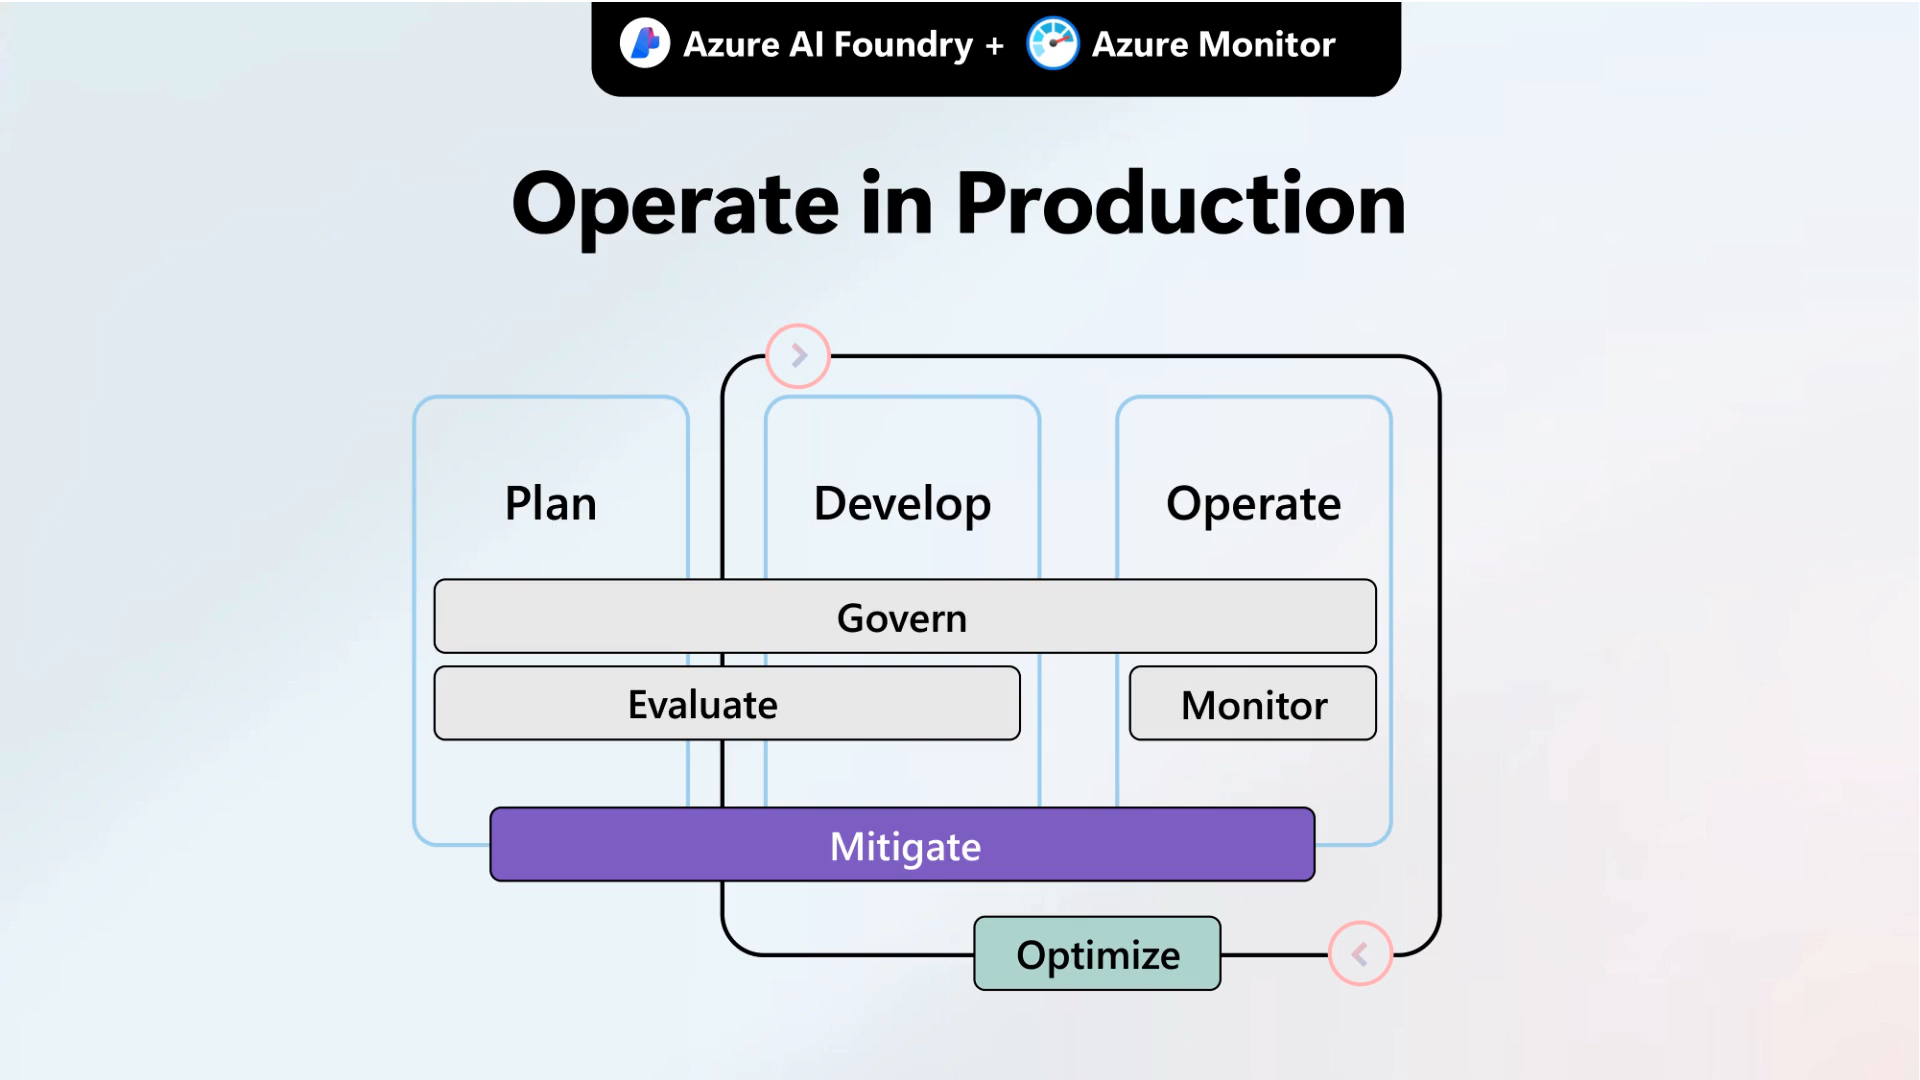 Azure AI Foundry + Azure Monitor
Operate in Production
Plan
Develop
Operate
Govern
Evaluate
Monitor
Mitigate
Optimize